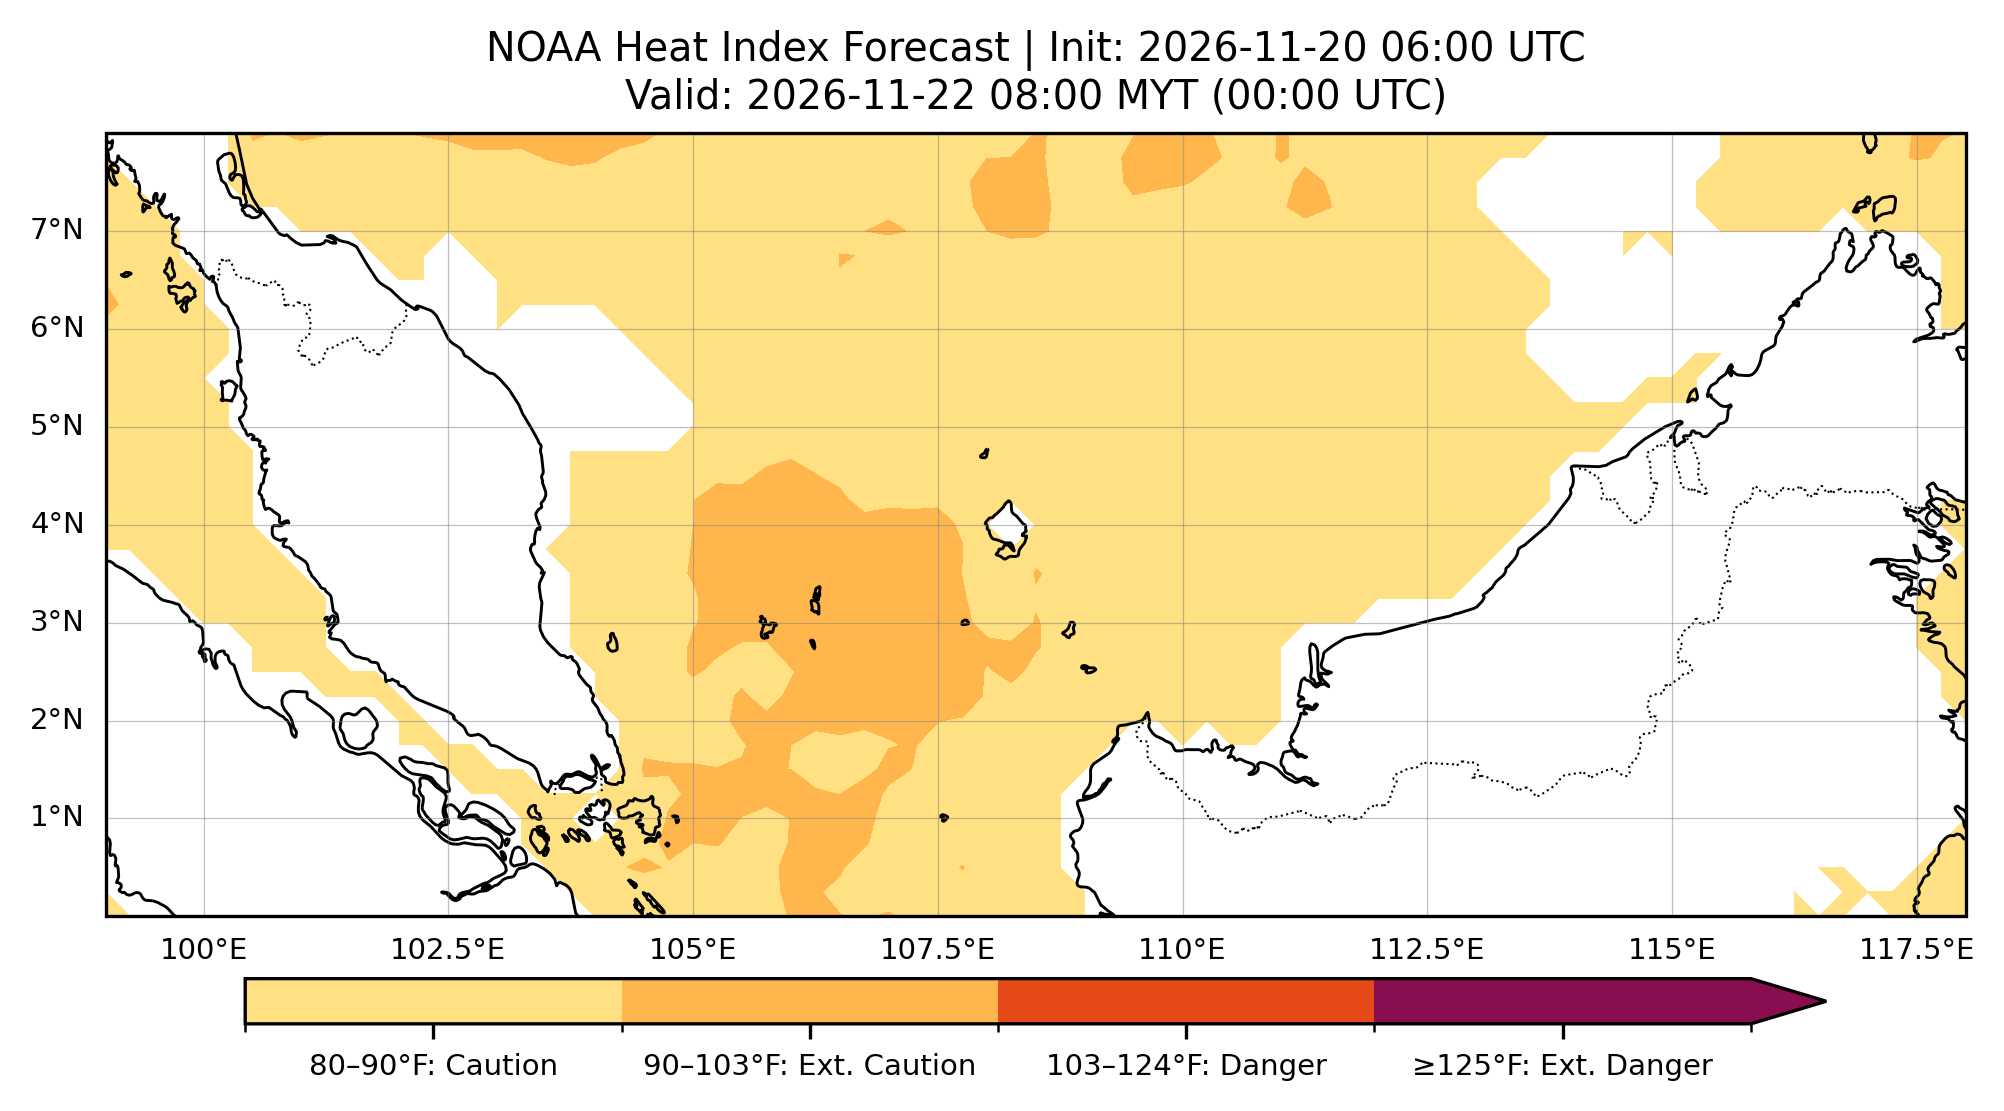 NOAA Heat Index Forecast | Init: 2026-11-20 06:00 UTC
Valid: 2026-11-22 08:00 MYT (00:00 UTC)
7°N
6°N
5°N
4°N
3°N
2°N
1°N
100°E
102.5°E
105°E
107.5°E
110°E
112.5°E
115°E
117.5°E
80–90°F: Caution
90–103°F: Ext. Caution
103–124°F: Danger
≥125°F: Ext. Danger